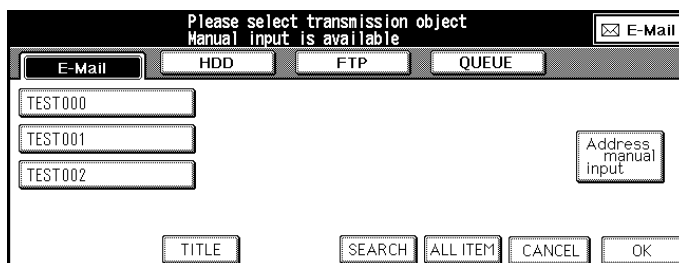 Please select transmission object
Manual input is available
E-Mail
E-Mail
HDD
FTP
QUEUE
TEST000
TEST001
TEST002
Address
manual
input
TITLE
SEARCH
ALL ITEM
CANCEL
OK